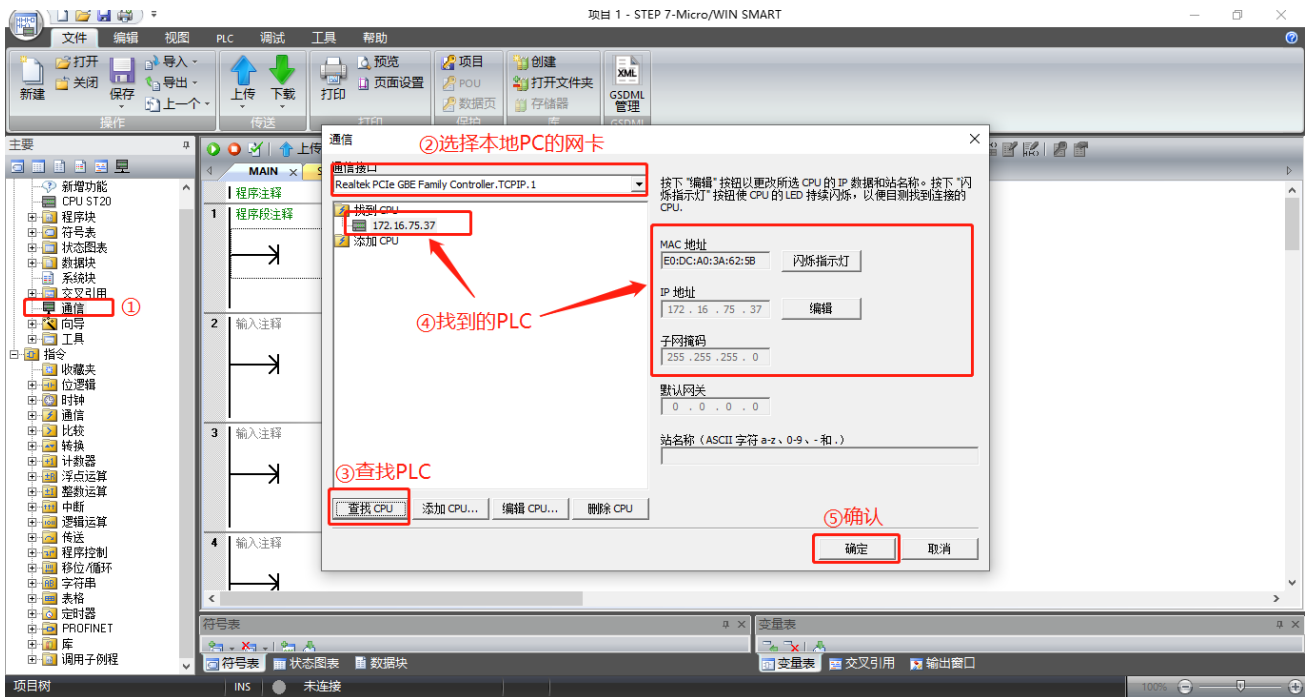 项目 1 - STEP 7-Micro/WIN SMART
文件 编辑 视图 PLC 调试 工具 帮助
新建
打开
关闭
保存
导入
导出
上一个
操作
上传
下载
传送
打印
预览
页面设置
打印
项目
POU
数据页
保护
创建
打开文件夹
存储器
库
XML
GSDML
管理
GSDML
主要
新增功能
CPU ST20
程序块
符号表
状态图表
数据块
系统块
交叉引用
通信
①
向导
工具
指令
收藏夹
位逻辑
时钟
通信
比较
转换
计数器
浮点运算
整数运算
中断
逻辑运算
传送
程序控制
移位/循环
字符串
表格
定时器
PROFINET
库
调用子例程
上传
MAIN
程序注释
1 程序段注释
2 输入注释
3 输入注释
4 输入注释
通信
②选择本地PC的网卡
通信接口
Realtek PCIe GBE Family Controller.TCPIP.1
找到 CPU
172.16.75.37
添加 CPU
④找到的PLC
③查找PLC
查找 CPU
添加 CPU...
编辑 CPU...
删除 CPU
按下 "编辑" 按钮以更改所选 CPU 的 IP 数据和站名称。按下 "闪
烁指示灯" 按钮使 CPU 的 LED 持续闪烁，以便目测找到连接的
CPU.
MAC 地址
E0:DC:A0:3A:62:5B
闪烁指示灯
IP 地址
172 . 16 . 75 . 37
编辑
子网掩码
255 .255 .255 . 0
默认网关
0 . 0 . 0 . 0
站名称（ASCII 字符 a-z、0-9、- 和 .）
⑤确认
确定
取消
符号表
变量表
符号表 状态图表 数据块
变量表 交叉引用 输出窗口
项目树 INS 未连接 100%